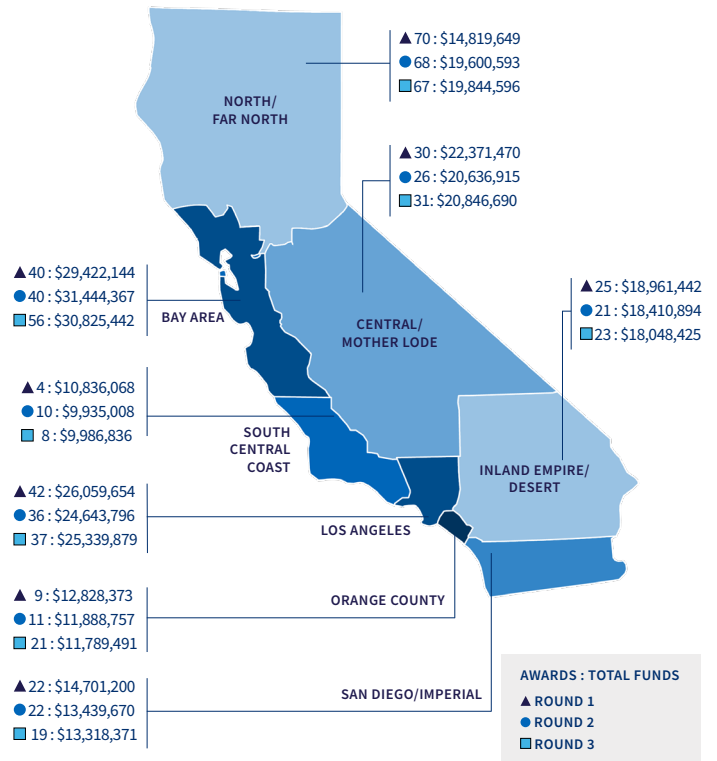 ▲ 70 : $14,819,649
● 68 : $19,600,593
■ 67 : $19,844,596
NORTH/
FAR NORTH
▲ 30 : $22,371,470
● 26 : $20,636,915
■ 31: $20,846,690
▲ 40 : $29,422,144
● 40 : $31,444,367
■ 56 : $30,825,442
BAY AREA
▲ 25 : $18,961,442
● 21 : $18,410,894
■ 23 : $18,048,425
CENTRAL/
MOTHER LODE
▲ 4 : $10,836,068
● 10 : $9,935,008
■ 8 : $9,986,836
SOUTH
CENTRAL
COAST
INLAND EMPIRE/
DESERT
▲ 42 : $26,059,654
● 36 : $24,643,796
■ 37 : $25,339,879
LOS ANGELES
▲ 9 : $12,828,373
● 11 : $11,888,757
■ 21 : $11,789,491
ORANGE COUNTY
▲ 22 : $14,701,200
● 22 : $13,439,670
■ 19 : $13,318,371
SAN DIEGO/IMPERIAL
AWARDS : TOTAL FUNDS
▲ ROUND 1
● ROUND 2
■ ROUND 3